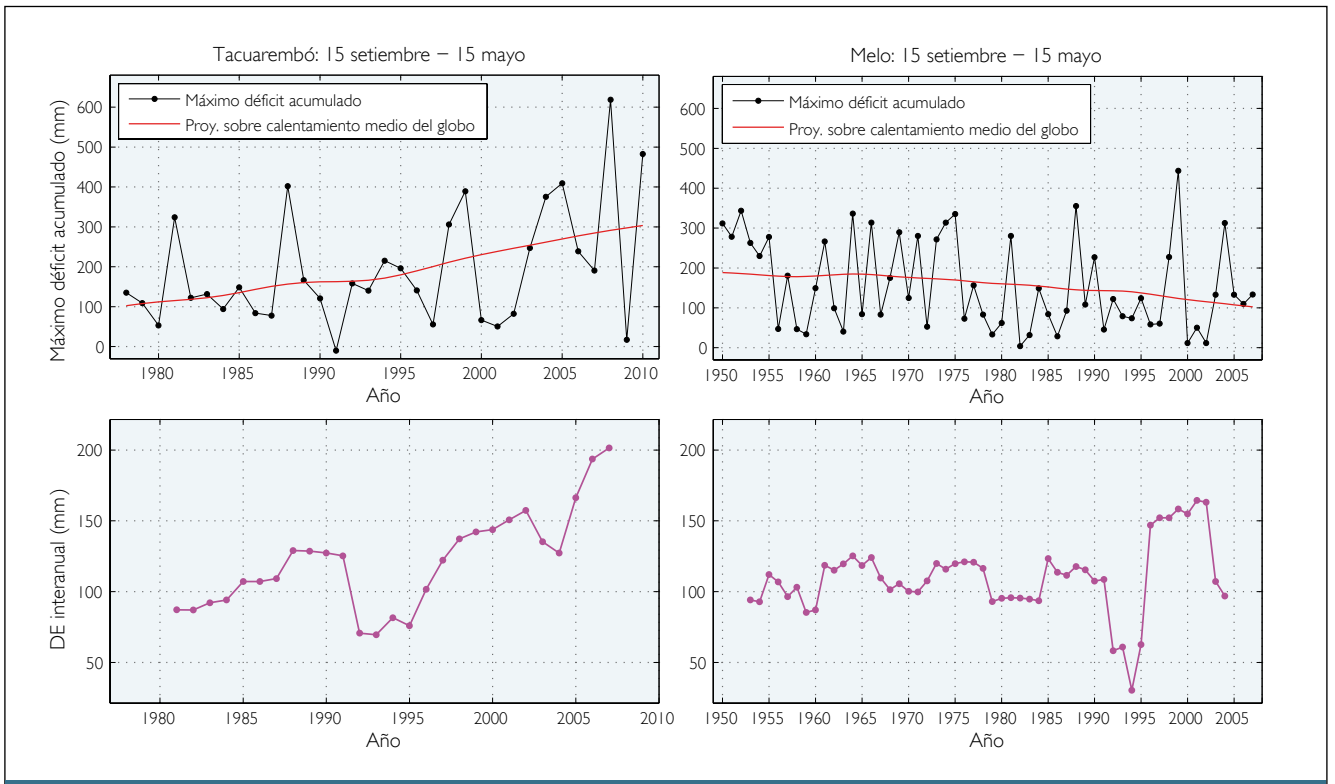 Tacuarembó: 15 setiembre − 15 mayo
Máximo déficit acumulado
Proy. sobre calentamiento medio del globo
Máximo déficit acumulado (mm)
600
500
400
300
200
100
0
1980 1985 1990 1995 2000 2005 2010
Año
Melo: 15 setiembre − 15 mayo
Máximo déficit acumulado
Proy. sobre calentamiento medio del globo
600
500
400
300
200
100
0
1950 1955 1960 1965 1970 1975 1980 1985 1990 1995 2000 2005
Año
DE interanual (mm)
200
150
100
50
1980 1985 1990 1995 2000 2005 2010
Año
200
150
100
50
1950 1955 1960 1965 1970 1975 1980 1985 1990 1995 2000 2005
Año